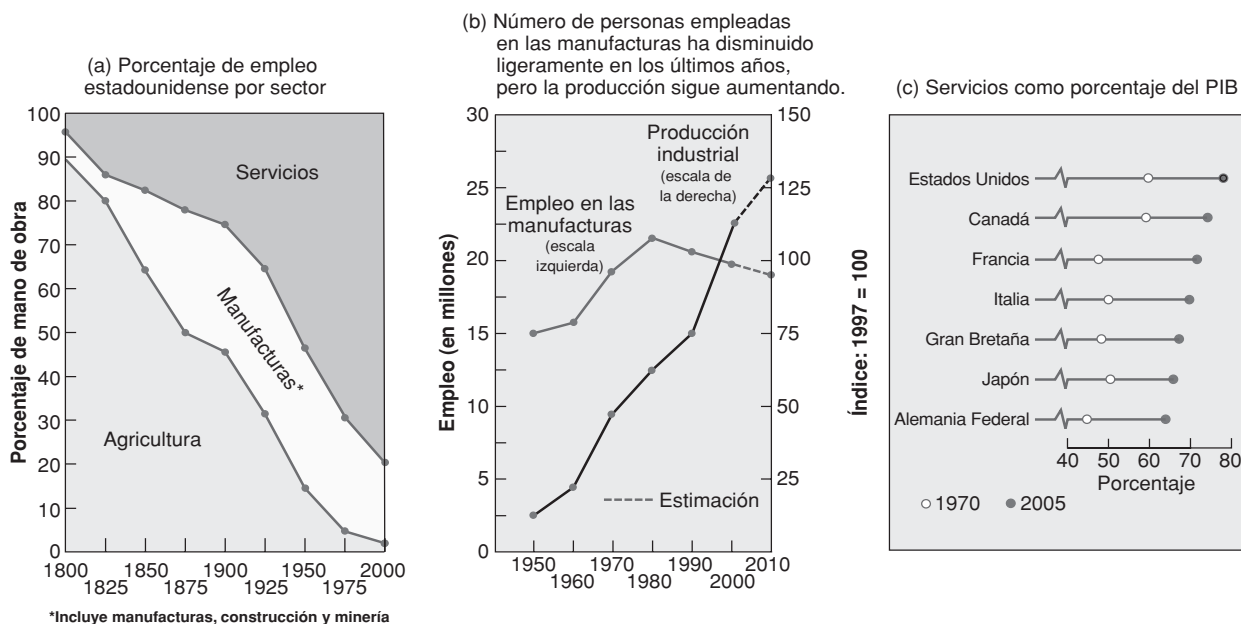 (a) Porcentaje de empleo
estadounidense por sector
100
90
80
70
60
50
40
30
20
10
0
Porcentaje de mano de obra
Servicios
Manufacturas*
Agricultura
1800
1825
1850
1875
1900
1925
1950
1975
2000
*Incluye manufacturas, construcción y minería
(b) Número de personas empleadas
en las manufacturas ha disminuido
ligeramente en los últimos años,
pero la producción sigue aumentando.
30
25
20
15
10
5
0
Empleo (en millones)
Producción
industrial
(escala de
la derecha)
Empleo en las
manufacturas
(escala
izquierda)
Estimación
150
125
100
75
50
25
Índice: 1997 = 100
1950
1960
1970
1980
1990
2000
2010
(c) Servicios como porcentaje del PIB
Estados Unidos
Canadá
Francia
Italia
Gran Bretaña
Japón
Alemania Federal
40 50 60 70 80
Porcentaje
1970 2005